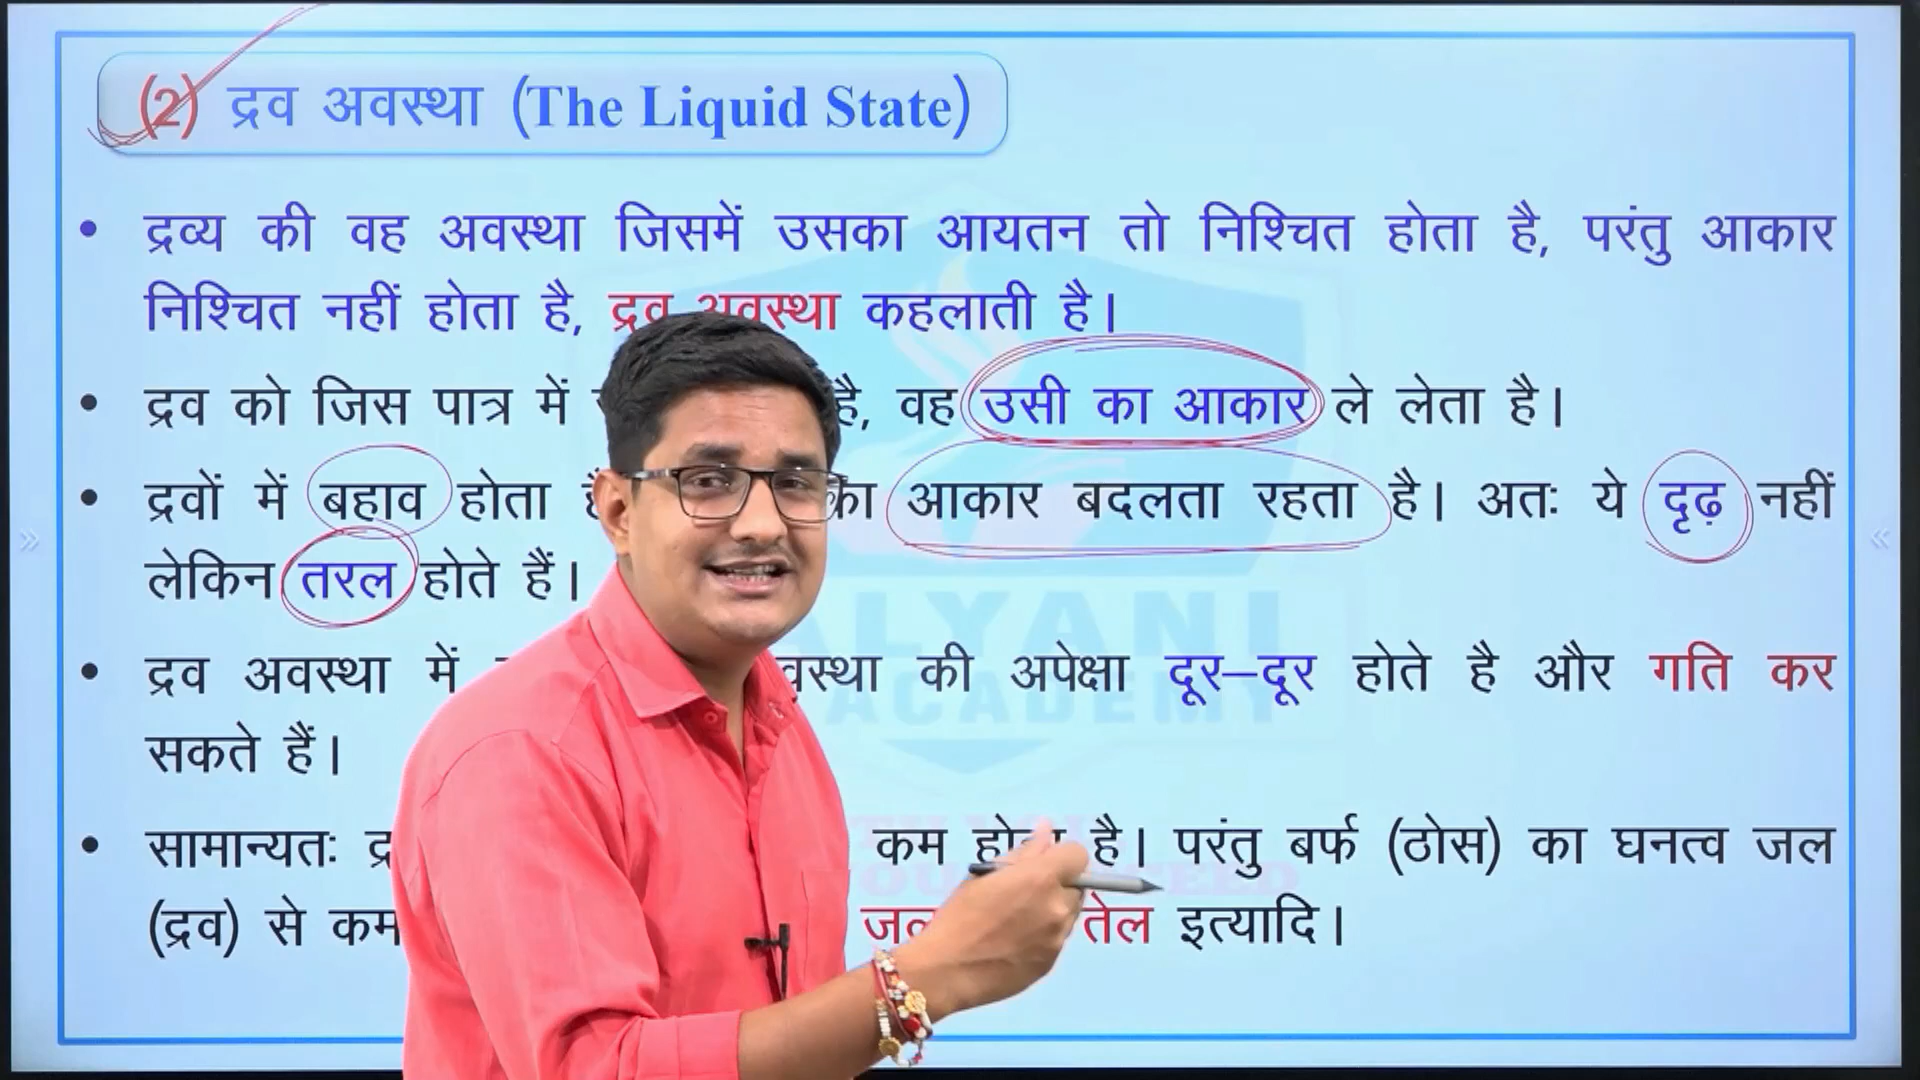 (2) द्रव अवस्था (The Liquid State)
• द्रव्य की वह अवस्था जिसमें उसका आयतन तो निश्चित होता है, परंतु आकार
निश्चित नहीं होता है, द्रव अवस्था कहलाती है।
• द्रव को जिस पात्र में है, वह उसी का आकार ले लेता है।
• द्रवों में बहाव होता का आकार बदलता रहता है। अतः ये दृढ़ नहीं
लेकिन तरल होते हैं।
• द्रव अवस्था में की अपेक्षा दूर–दूर होते है और गति कर
सकते हैं।
• सामान्यतः कम होता है। परंतु बर्फ (ठोस) का घनत्व जल
(द्रव) से कम तेल इत्यादि।
ACADEMY